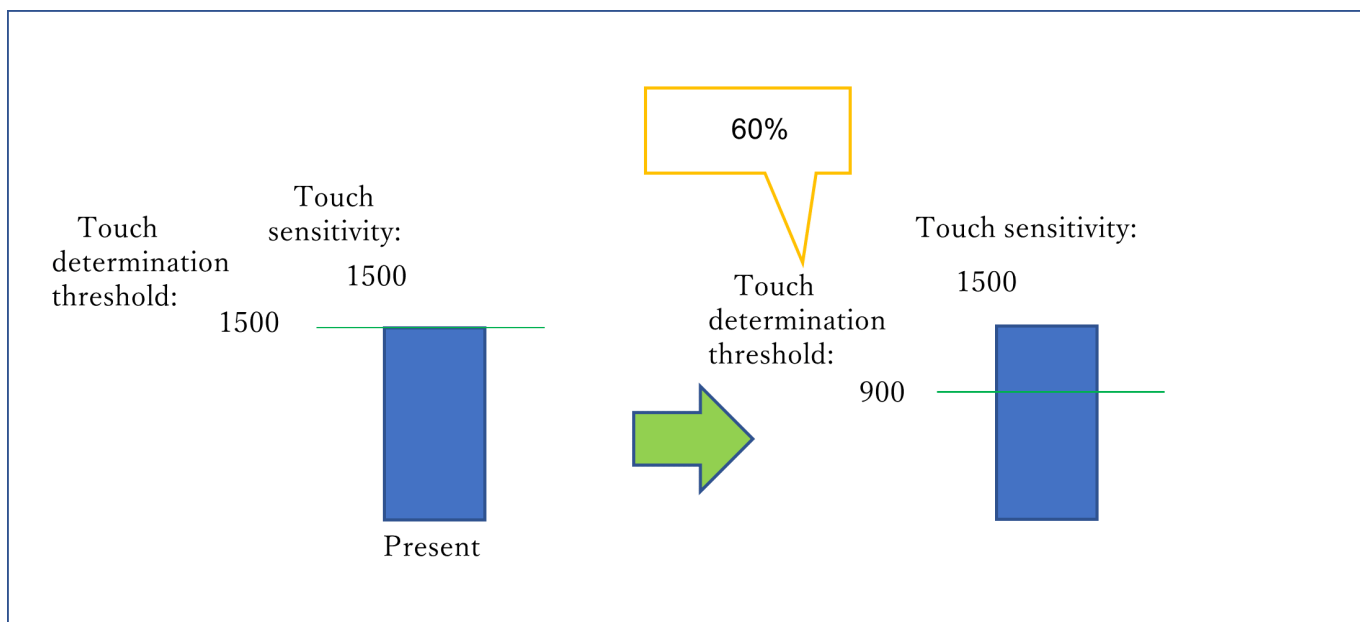 Touch
determination
threshold:
1500
Touch
sensitivity:
1500
Present
60%
Touch
determination
threshold:
900
Touch sensitivity:
1500